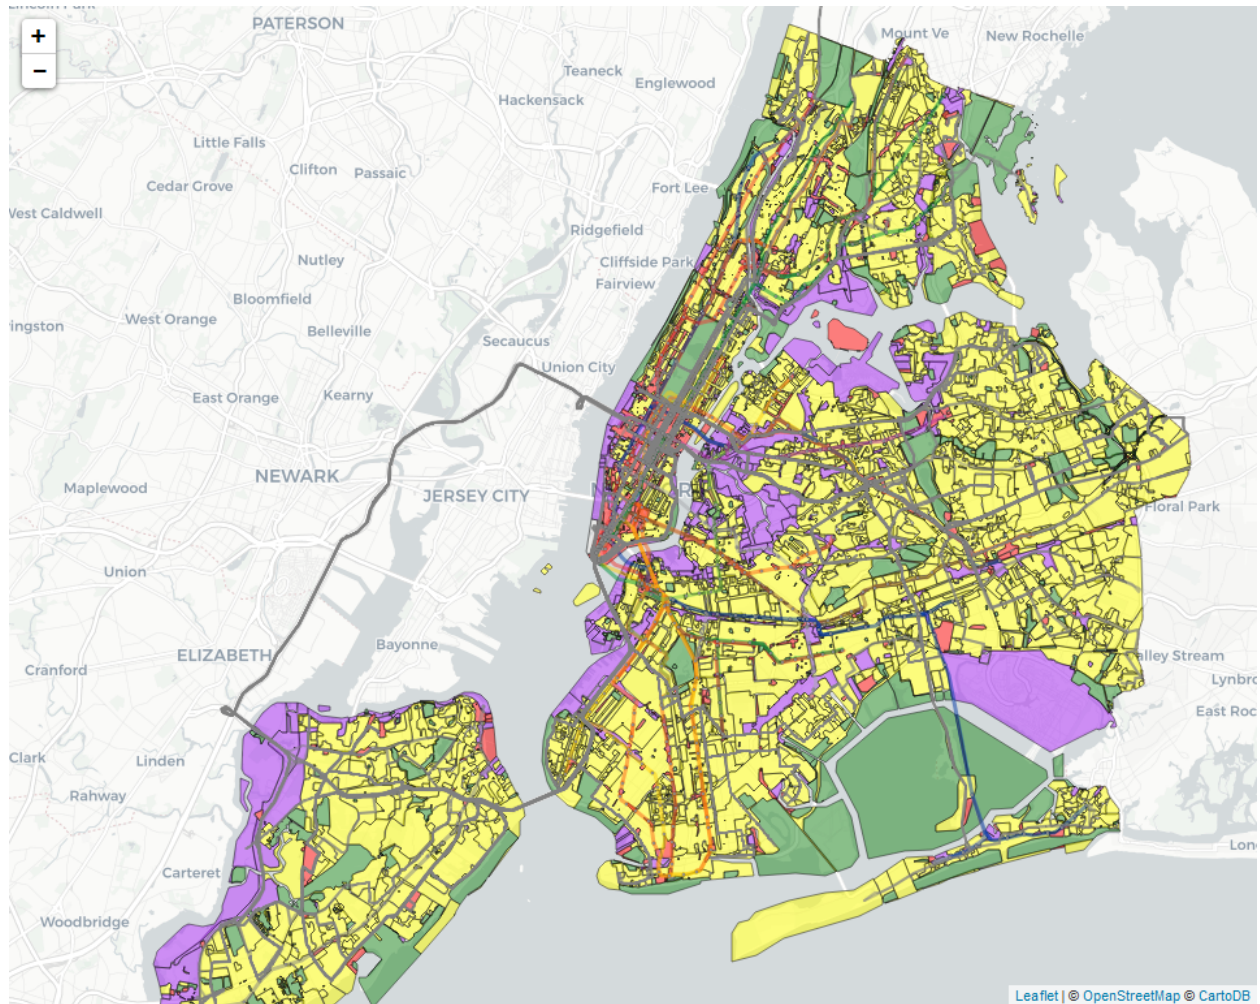 +
−
PATERSON
Mount Ve
New Rochelle
Teaneck
Englewood
Hackensack
Little Falls
Clifton
Passaic
Cedar Grove
Fort Lee
West Caldwell
Ridgefield
Nutley
Cliffside Park
Fairview
Bloomfield
West Orange
Belleville
Secaucus
Union City
East Orange
Kearny
NEWARK
Maplewood
JERSEY CITY
Floral Park
Union
Bayonne
Cranford
ELIZABETH
alley Stream
Lynbro
East Roc
Clark
Linden
Rahway
Carteret
Lon
Woodbridge
Leaflet | © OpenStreetMap © CartoDB